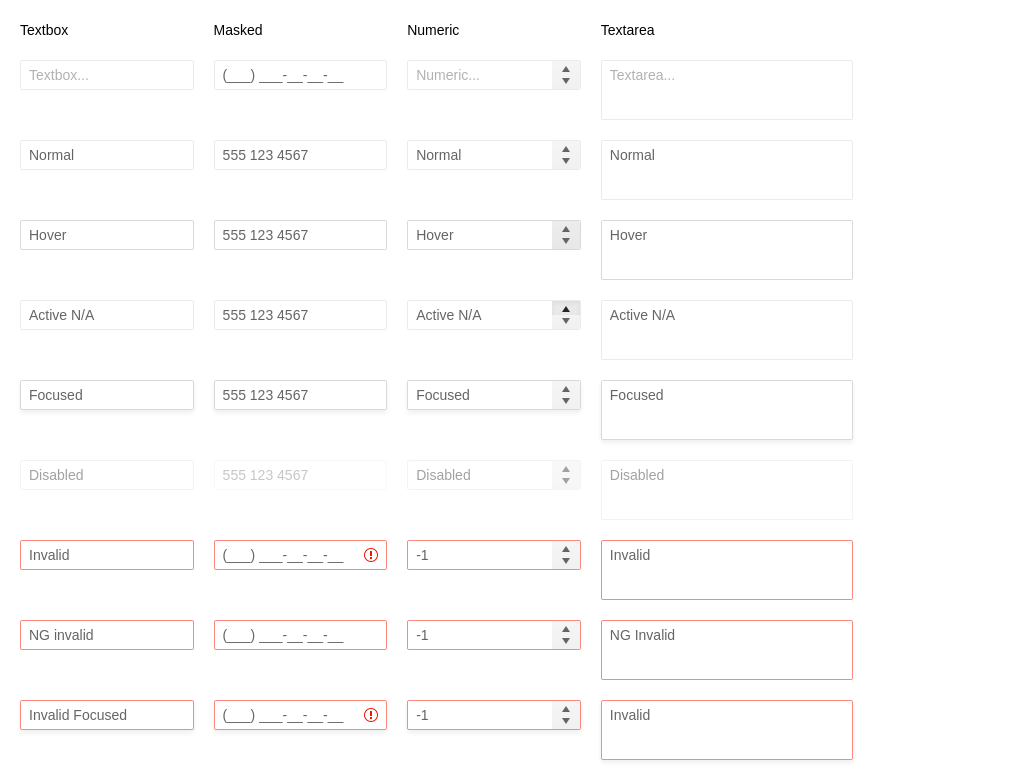 Textbox Masked Numeric Textarea
Textbox... (___) ___-__-__-__ Numeric... Textarea...
Normal 555 123 4567 Normal Normal
Hover 555 123 4567 Hover Hover
Active N/A 555 123 4567 Active N/A Active N/A
Focused 555 123 4567 Focused Focused
Disabled 555 123 4567 Disabled Disabled
Invalid (___) ___-__-__-__ -1 Invalid
NG invalid (___) ___-__-__-__ -1 NG Invalid
Invalid Focused (___) ___-__-__-__ -1 Invalid